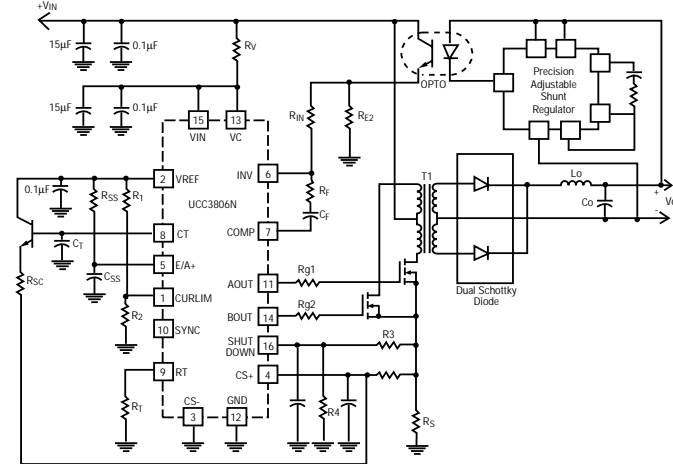 +VIN
15µF
0.1µF
RV
OPTO
Precision
Adjustable
Shunt
Regulator
15µF
0.1µF
15
VIN
13
VC
RIN
RE2
2
VREF
INV
6
UCC3806N
RF
CF
0.1µF
RSS
R1
8
CT
COMP
7
T1
Lo
Co
+
-
CT
5
E/A+
CSS
RSC
1
CURLIM
AOUT
11
Rg1
Dual Schottky
Diode
R2
BOUT
14
Rg2
10
SYNC
SHUT
DOWN
16
R3
9
RT
CS+
4
RT
CS-
3
GND
12
R4
RS